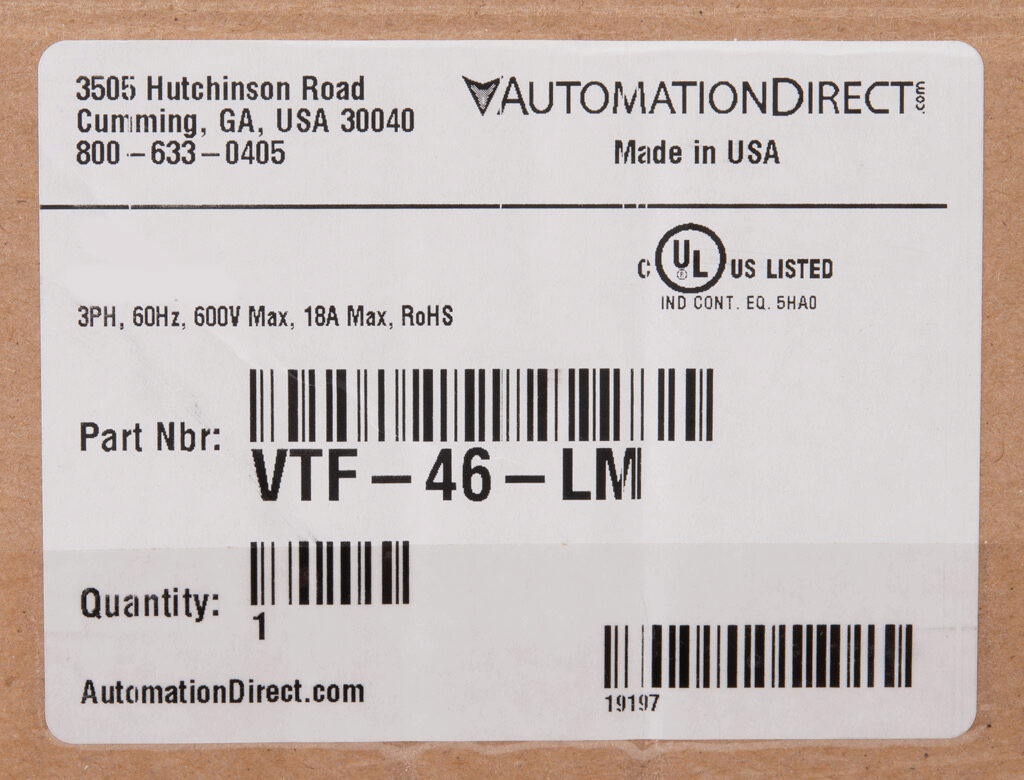 3505 Hutchinson Road
Cumming, GA, USA 30040
800-633-0405
AUTOMATIONDIRECT.com
Made in USA
C UL® US LISTED
IND CONT. EQ. 5HA0
3PH, 60Hz, 600V Max, 18A Max, RoHS
Part Nbr:
VTF-46-LM
Quantity:
1
AutomationDirect.com
19197